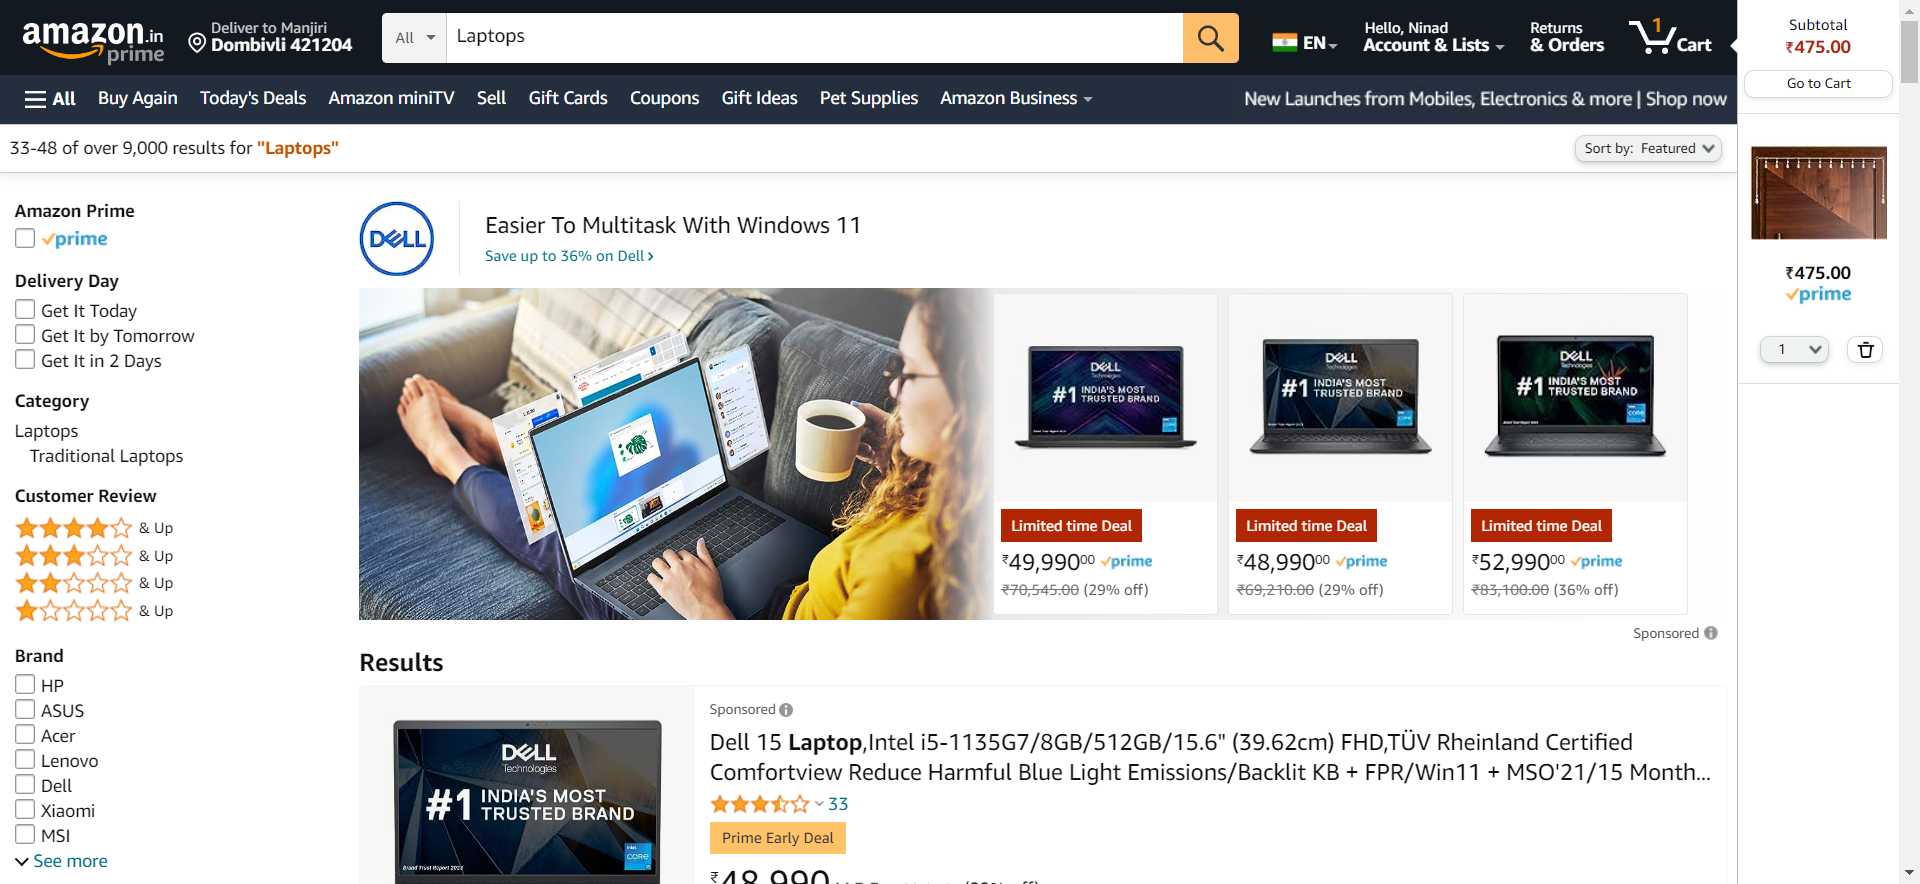 amazon.in
prime
Deliver to Manjiri
Dombivli 421204
All
Laptops
EN
Hello, Ninad
Account & Lists
Returns
& Orders
1
Cart
Subtotal
₹475.00
Go to Cart
All
Buy Again
Today's Deals
Amazon miniTV
Sell
Gift Cards
Coupons
Gift Ideas
Pet Supplies
Amazon Business
New Launches from Mobiles, Electronics & more | Shop now
33-48 of over 9,000 results for "Laptops"
Sort by: Featured
Amazon Prime
prime
Delivery Day
Get It Today
Get It by Tomorrow
Get It in 2 Days
Category
Laptops
Traditional Laptops
Customer Review
& Up
& Up
& Up
& Up
Brand
HP
ASUS
Acer
Lenovo
Dell
Xiaomi
MSI
See more
DELL
Easier To Multitask With Windows 11
Save up to 36% on Dell
DELL
Technologies
#1 INDIA'S MOST
TRUSTED BRAND
Limited time Deal
₹49,990.00 prime
₹70,545.00 (29% off)
DELL
Technologies
#1 INDIA'S MOST
TRUSTED BRAND
Limited time Deal
₹48,990.00 prime
₹69,210.00 (29% off)
DELL
Technologies
#1 INDIA'S MOST
TRUSTED BRAND
intel
core
Limited time Deal
₹52,990.00 prime
₹83,100.00 (36% off)
Sponsored
₹475.00
prime
1
Results
DELL
Technologies
#1 INDIA'S MOST
TRUSTED BRAND
Brand Trust Report 2023
intel
core
Sponsored
Dell 15 Laptop,Intel i5-1135G7/8GB/512GB/15.6" (39.62cm) FHD,TÜV Rheinland Certified
Comfortview Reduce Harmful Blue Light Emissions/Backlit KB + FPR/Win11 + MSO'21/15 Month...
33
Prime Early Deal
₹48,990